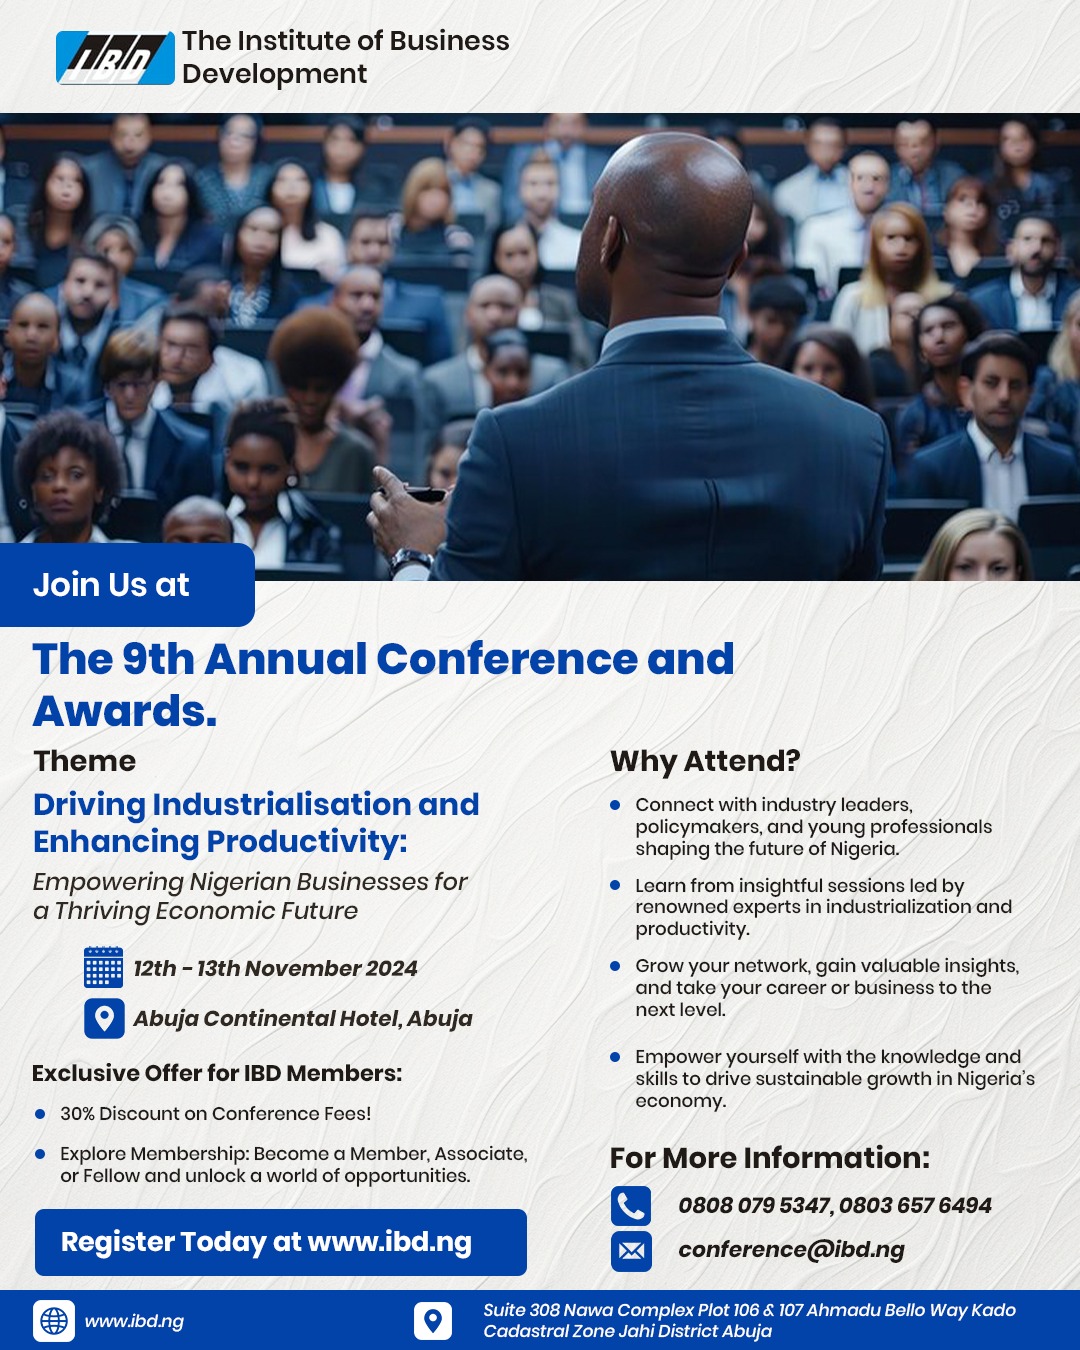 IBD
The Institute of Business
Development
Join Us at
The 9th Annual Conference and
Awards.
Theme
Driving Industrialisation and
Enhancing Productivity:
Empowering Nigerian Businesses for
a Thriving Economic Future
12th - 13th November 2024
Abuja Continental Hotel, Abuja
Exclusive Offer for IBD Members:
30% Discount on Conference Fees!
Explore Membership: Become a Member, Associate,
or Fellow and unlock a world of opportunities.
Register Today at www.ibd.ng
Why Attend?
Connect with industry leaders,
policymakers, and young professionals
shaping the future of Nigeria.
Learn from insightful sessions led by
renowned experts in industrialization and
productivity.
Grow your network, gain valuable insights,
and take your career or business to the
next level.
Empower yourself with the knowledge and
skills to drive sustainable growth in Nigeria's
economy.
For More Information:
0808 079 5347, 0803 657 6494
conference@ibd.ng
www.ibd.ng
Suite 308 Nawa Complex Plot 106 & 107 Ahmadu Bello Way Kado
Cadastral Zone Jahi District Abuja